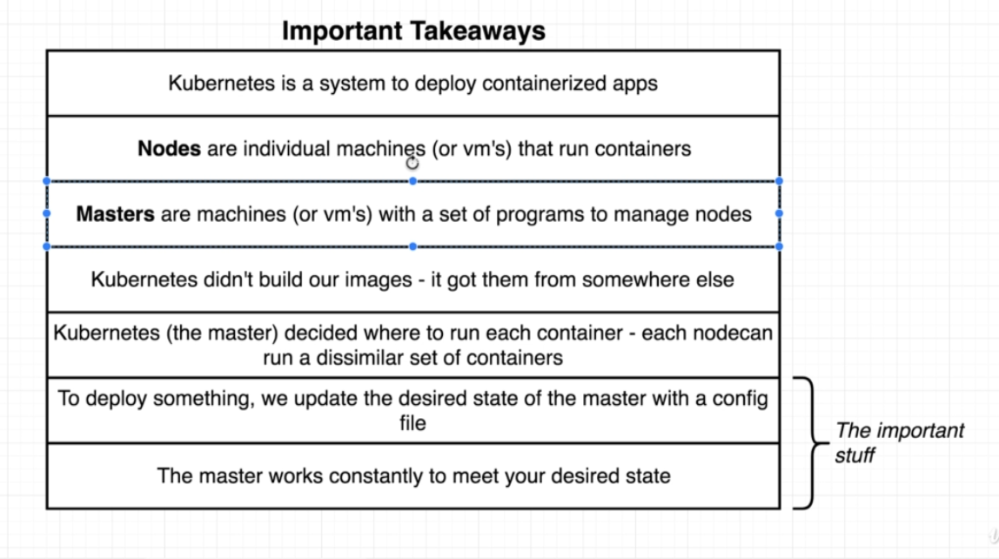 Important Takeaways
Kubernetes is a system to deploy containerized apps
Nodes are individual machines (or vm's) that run containers
Masters are machines (or vm's) with a set of programs to manage nodes
Kubernetes didn't build our images - it got them from somewhere else
Kubernetes (the master) decided where to run each container - each nodecan
run a dissimilar set of containers
To deploy something, we update the desired state of the master with a config
file
The master works constantly to meet your desired state
The important
stuff